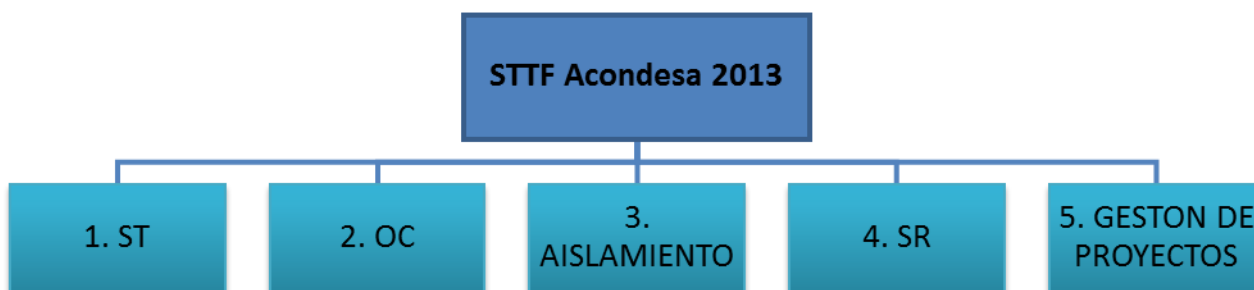 STTF Acondesa 2013
1. ST
2. OC
3.
AISLAMIENTO
4. SR
5. GESTON DE
PROYECTOS